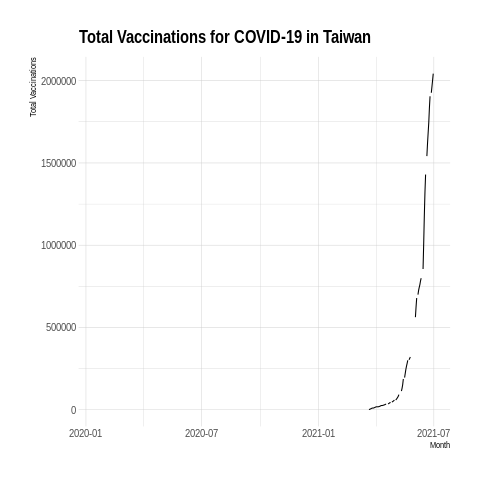 Total Vaccinations for COVID-19 in Taiwan
Total Vaccinations
2000000
1500000
1000000
500000
0
2020-01 2020-07 2021-01 2021-07
Month